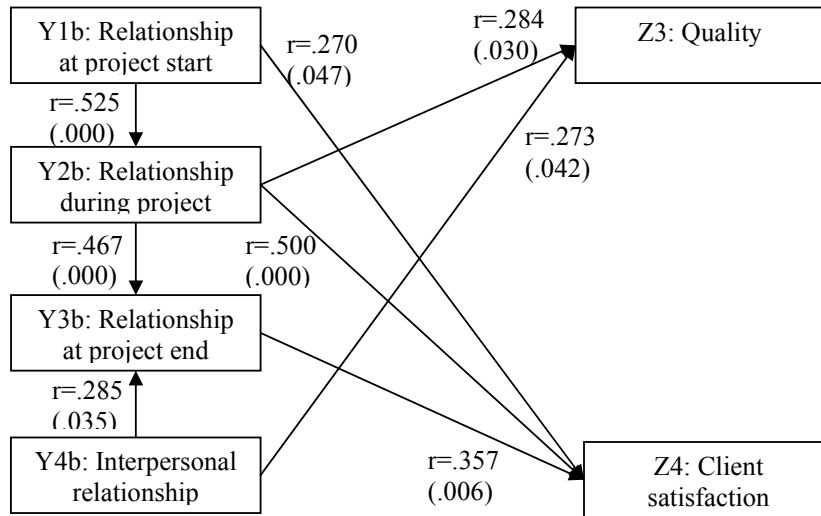 Y1b: Relationship
at project start
r=.270
(.047)
r=.284
(.030)
Z3: Quality
r=.525
(.000)
r=.273
(.042)
Y2b: Relationship
during project
r=.467
(.000)
r=.500
(.000)
Y3b: Relationship
at project end
r=.285
(.035)
Y4b: Interpersonal
relationship
r=.357
(.006)
Z4: Client
satisfaction